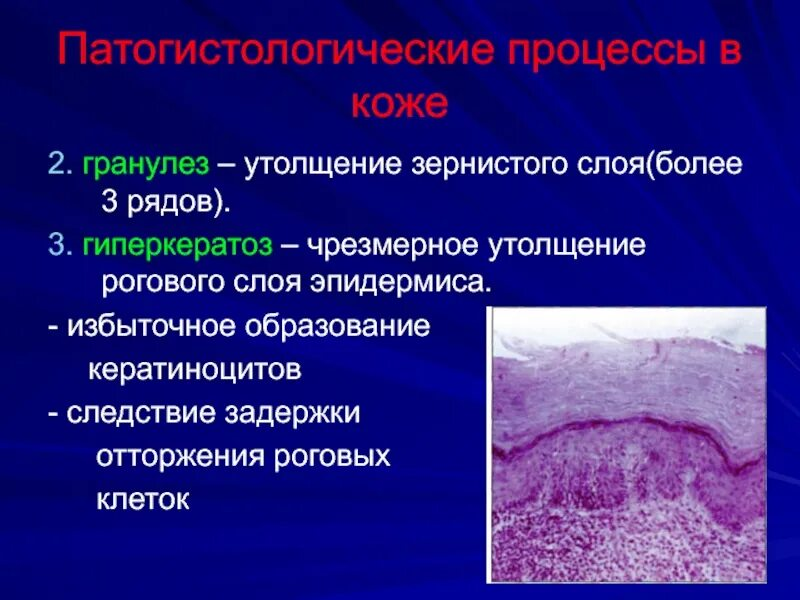 Патогистологические процессы в
коже
2. гранулез – утолщение зернистого слоя(более
3 рядов).
3. гиперкератоз – чрезмерное утолщение
рогового слоя эпидермиса.
- избыточное образование
кератиноцитов
- следствие задержки
отторжения роговых
клеток